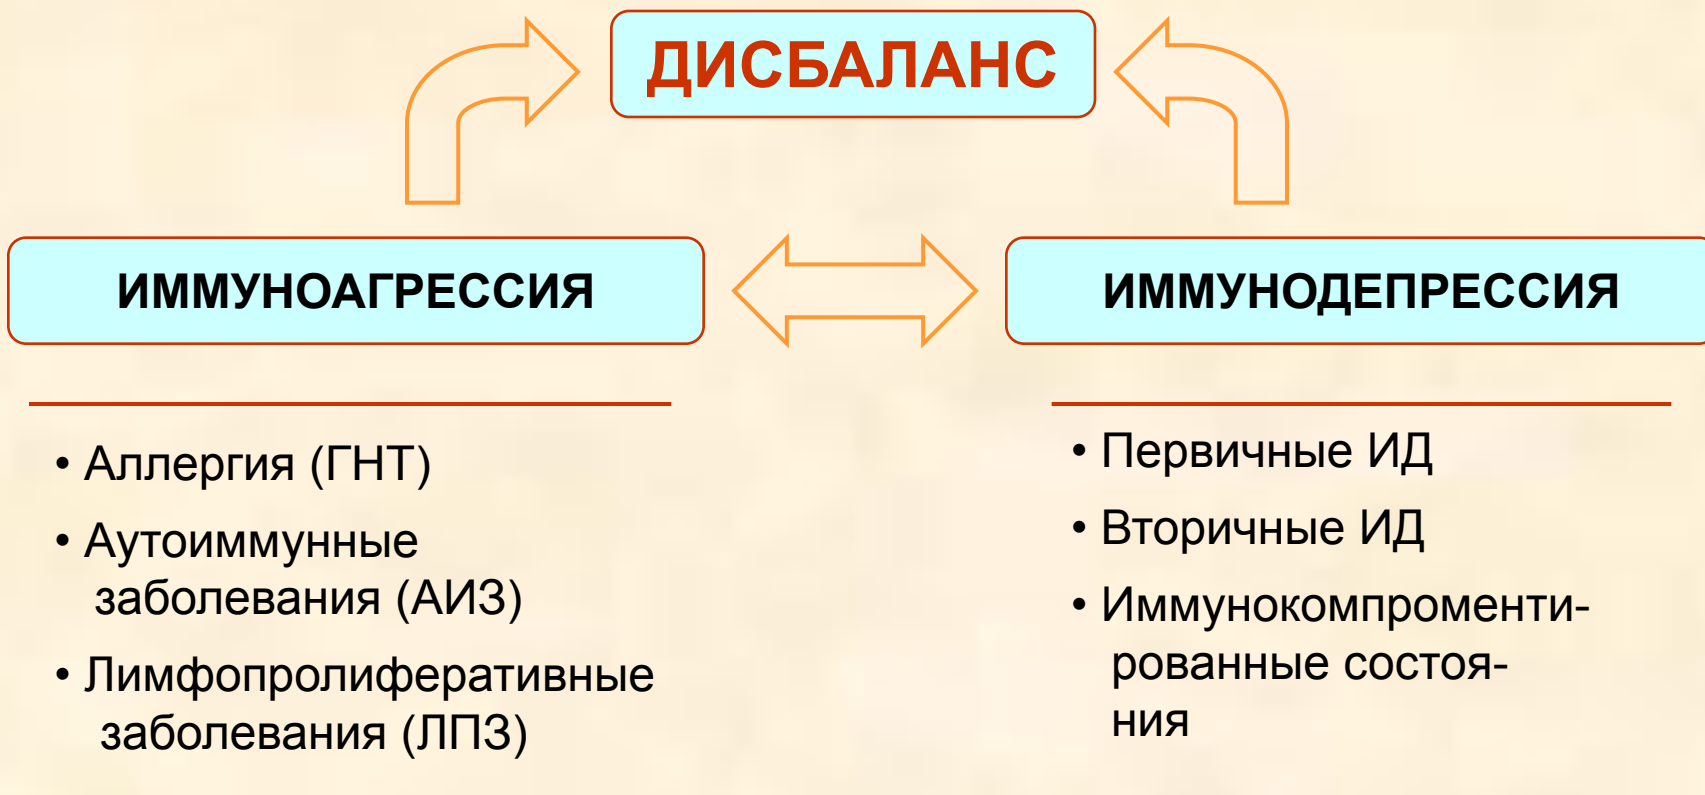 ДИСБАЛАНС
ИММУНОАГРЕССИЯ
ИММУНОДЕПРЕССИЯ
• Аллергия (ГНТ)
• Аутоиммунные
заболевания (АИЗ)
• Лимфопролиферативные
заболевания (ЛПЗ)
• Первичные ИД
• Вторичные ИД
• Иммунокомпроменти-
рованные состоя-
ния